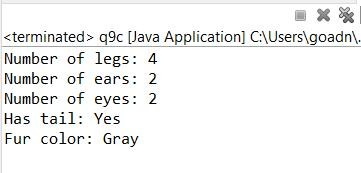 <terminated> q9c [Java Application] C:\Users\goadn\.
Number of legs: 4
Number of ears: 2
Number of eyes: 2
Has tail: Yes
Fur color: Gray